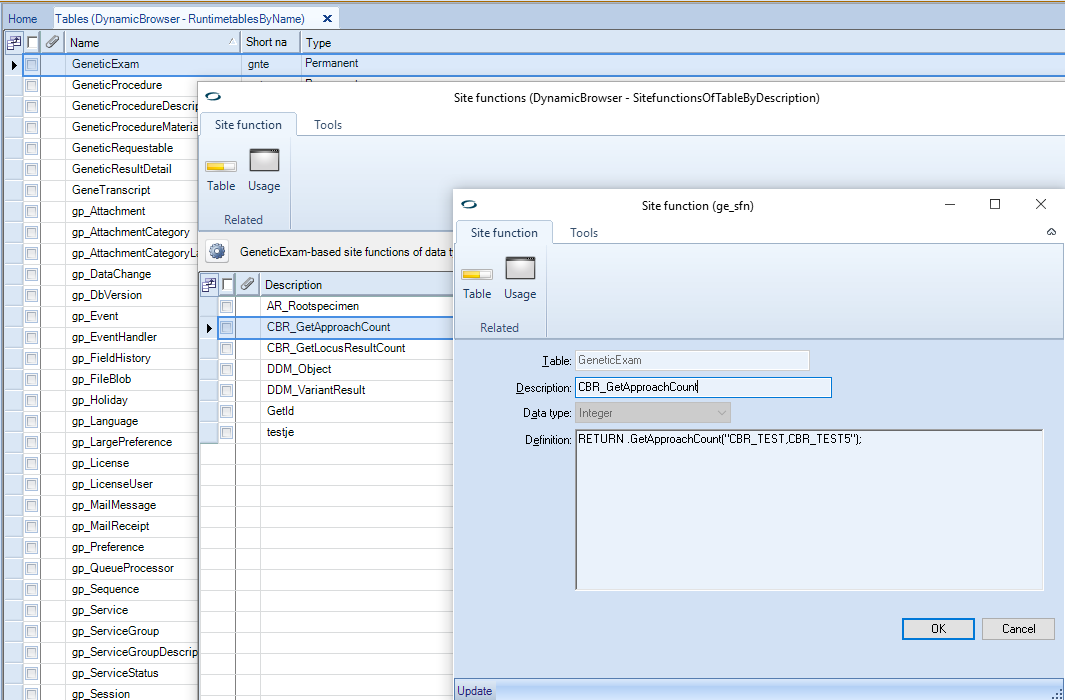 Home Tables (DynamicBrowser - RuntimetablesByName)
Name Short na Type
GeneticExam gnte Permanent
GeneticProcedure
GeneticProcedureDescrip
GeneticProcedureMateria
GeneticRequestable
GeneticResultDetail
GeneTranscript
gp_Attachment
gp_AttachmentCategory
gp_AttachmentCategoryLa
gp_DataChange
gp_DbVersion
gp_Event
gp_EventHandler
gp_FieldHistory
gp_FileBlob
gp_Holiday
gp_Language
gp_LargePreference
gp_License
gp_LicenseUser
gp_MailMessage
gp_MailReceipt
gp_Preference
gp_QueueProcessor
gp_Sequence
gp_Service
gp_ServiceGroup
gp_ServiceGroupDescrip
gp_ServiceStatus
gp_Session
Site functions (DynamicBrowser - SitefunctionsOfTableByDescription)
Site function Tools
Table Usage
Related
GeneticExam-based site functions of data t
Description
AR_Rootspecimen
CBR_GetApproachCount
CBR_GetLocusResultCount
DDM_Object
DDM_VariantResult
GetId
testje
Site function (ge_sfn)
Site function Tools
Table Usage
Related
Table: GeneticExam
Description: CBR_GetApproachCount
Data type: Integer
Definition: RETURN .GetApproachCount("CBR_TEST,CBR_TEST5");
OK Cancel
Update